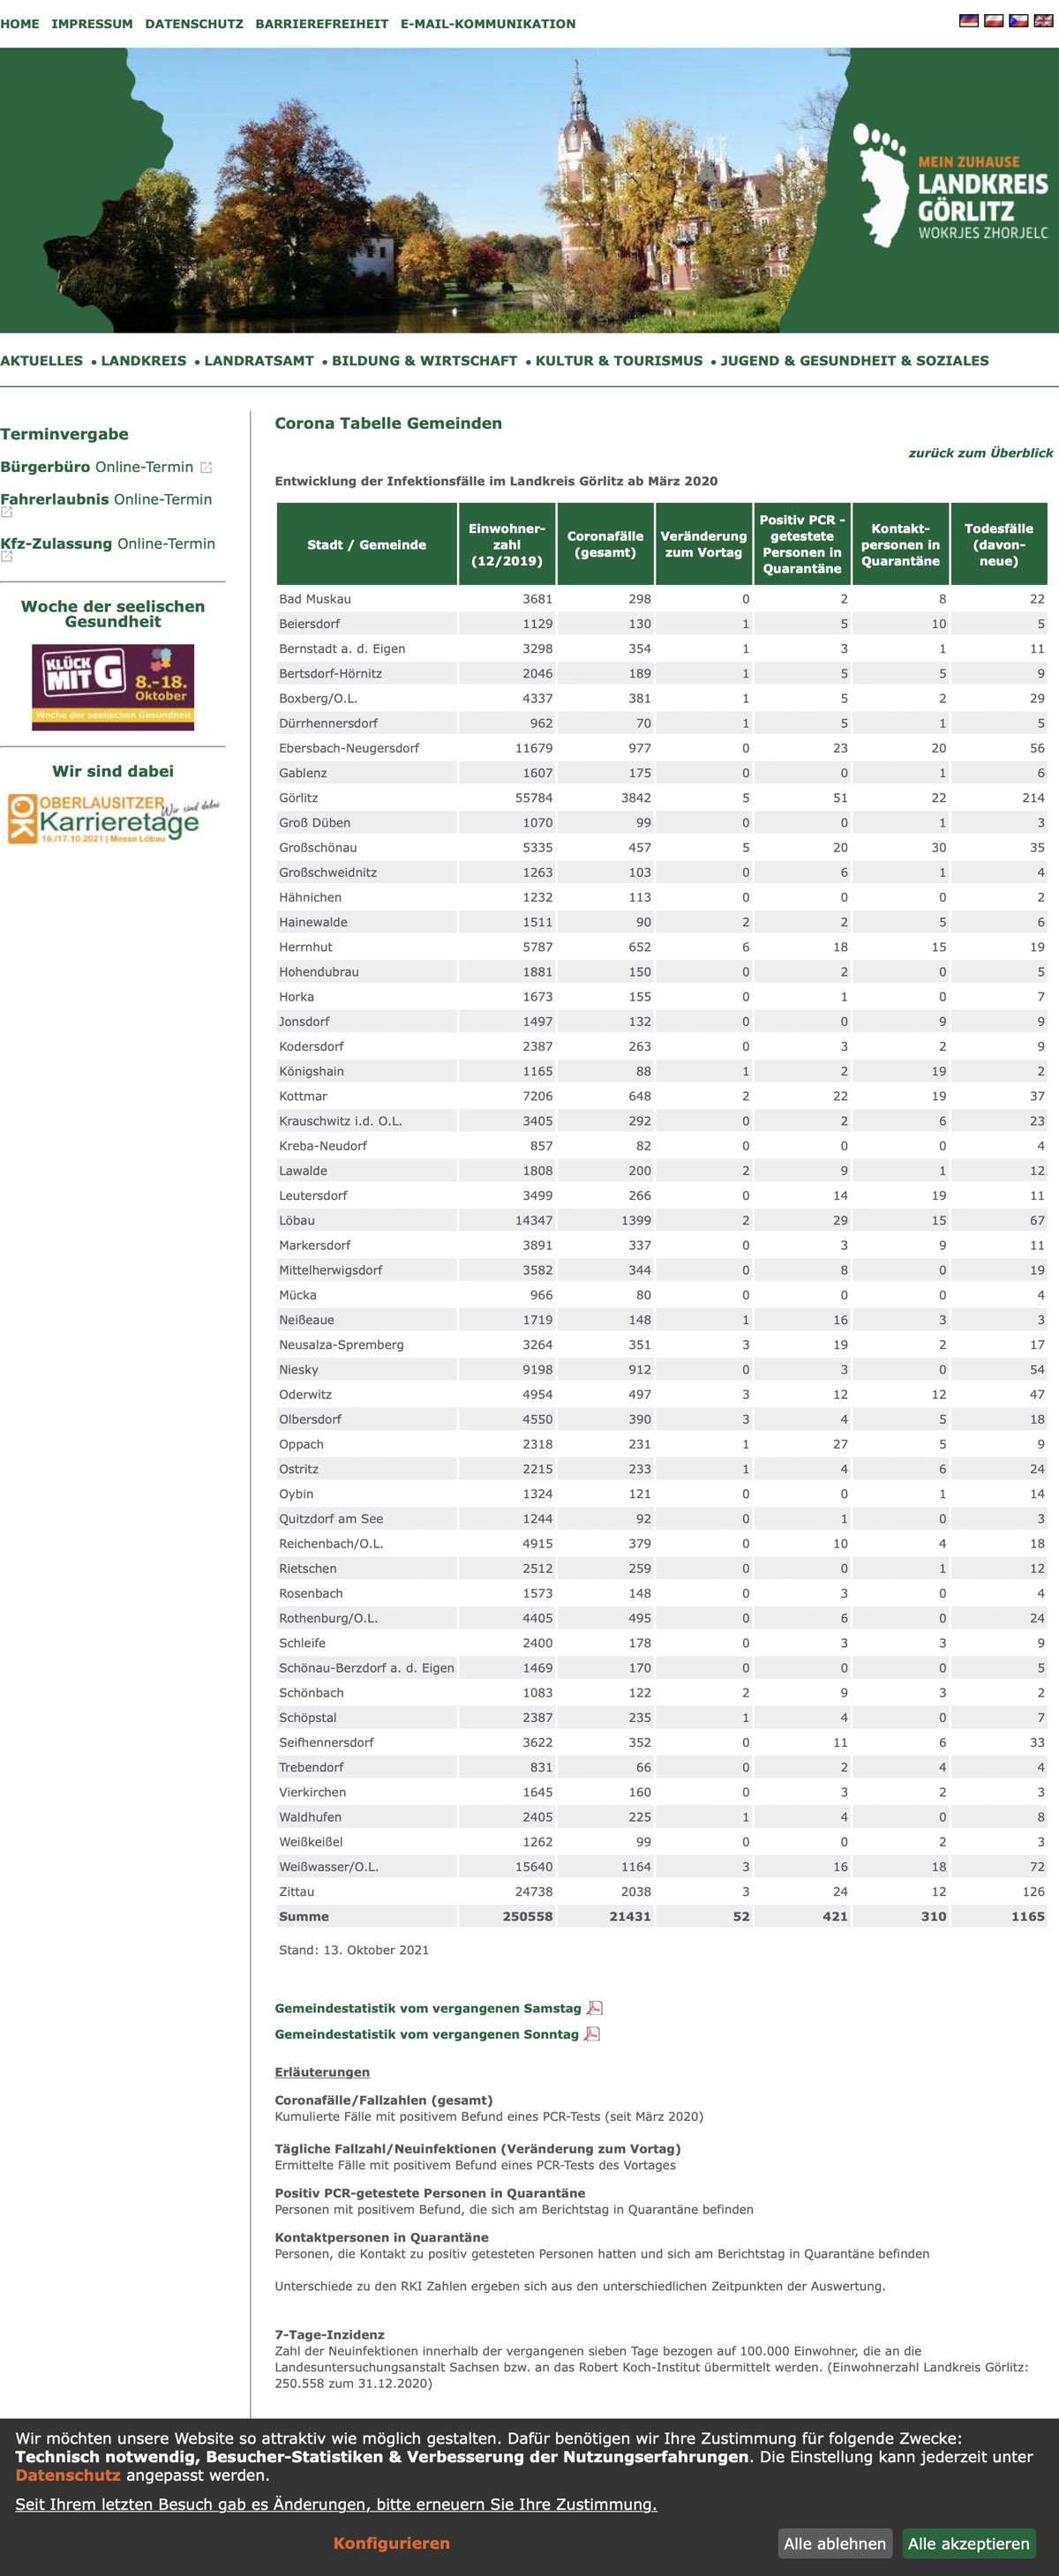 HOME IMPRESSUM DATENSCHUTZ BARRIEREFREIHEIT E-MAIL-KOMMUNIKATION
MEIN ZUHAUSE
LANDKREIS
GÖRLITZ
WOKRJES ZHORJELC
AKTUELLES • LANDKREIS • LANDRATSAMT • BILDUNG & WIRTSCHAFT • KULTUR & TOURISMUS • JUGEND & GESUNDHEIT & SOZIALES
Terminvergabe
Bürgerbüro Online-Termin
Fahrerlaubnis Online-Termin
Kfz-Zulassung Online-Termin
Woche der seelischen
Gesundheit
KLÜCK
MIT G
8.-18.
Oktober
Woche der seelischen Gesundheit
Wir sind dabei
OK OBERLAUSITZER
Wir sind dabei
Karrieretage
16./17.10.2021 | Messe Löbau
Corona Tabelle Gemeinden
zurück zum Überblick
Entwicklung der Infektionsfälle im Landkreis Görlitz ab März 2020
Stadt / Gemeinde
Einwohner-
zahl
(12/2019)
Coronafälle
(gesamt)
Veränderung
zum Vortag
Positiv PCR -
getestete
Personen in
Quarantäne
Kontakt-
personen in
Quarantäne
Todesfälle
(davon-
neue)
Bad Muskau 3681 298 0 2 8 22
Beiersdorf 1129 130 1 5 10 5
Bernstadt a. d. Eigen 3298 354 1 3 1 11
Bertsdorf-Hörnitz 2046 189 1 5 5 9
Boxberg/O.L. 4337 381 1 5 2 29
Dürrhennersdorf 962 70 1 5 1 5
Ebersbach-Neugersdorf 11679 977 0 23 20 56
Gablenz 1607 175 0 0 1 6
Görlitz 55784 3842 5 51 22 214
Groß Düben 1070 99 0 0 1 3
Großschönau 5335 457 5 20 30 35
Großschweidnitz 1263 103 0 6 1 4
Hähnichen 1232 113 0 0 0 2
Hainewalde 1511 90 2 2 5 6
Herrnhut 5787 652 6 18 15 19
Hohendubrau 1881 150 0 2 0 5
Horka 1673 155 0 1 0 7
Jonsdorf 1497 132 0 0 9 9
Kodersdorf 2387 263 0 3 2 9
Königshain 1165 88 1 2 19 2
Kottmar 7206 648 2 22 19 37
Krauschwitz i.d. O.L. 3405 292 0 2 6 23
Kreba-Neudorf 857 82 0 0 0 4
Lawalde 1808 200 2 9 1 12
Leutersdorf 3499 266 0 14 19 11
Löbau 14347 1399 2 29 15 67
Markersdorf 3891 337 0 3 9 11
Mittelherwigsdorf 3582 344 0 8 0 19
Mücka 966 80 0 0 0 4
Neißeaue 1719 148 1 16 3 3
Neusalza-Spremberg 3264 351 3 19 2 17
Niesky 9198 912 0 3 0 54
Oderwitz 4954 497 3 12 12 47
Olbersdorf 4550 390 3 4 5 18
Oppach 2318 231 1 27 5 9
Ostritz 2215 233 1 4 6 24
Oybin 1324 121 0 0 1 14
Quitzdorf am See 1244 92 0 1 0 3
Reichenbach/O.L. 4915 379 0 10 4 18
Rietschen 2512 259 0 0 1 12
Rosenbach 1573 148 0 3 0 4
Rothenburg/O.L. 4405 495 0 6 0 24
Schleife 2400 178 0 3 3 9
Schönau-Berzdorf a. d. Eigen 1469 170 0 0 0 5
Schönbach 1083 122 2 9 3 2
Schöpstal 2387 235 1 4 0 7
Seifhennersdorf 3622 352 0 11 6 33
Trebendorf 831 66 0 2 4 4
Vierkirchen 1645 160 0 3 2 3
Waldhufen 2405 225 1 4 0 8
Weißkeißel 1262 99 0 0 2 3
Weißwasser/O.L. 15640 1164 3 16 18 72
Zittau 24738 2038 3 24 12 126
Summe 250558 21431 52 421 310 1165
Stand: 13. Oktober 2021
Gemeindestatistik vom vergangenen Samstag
Gemeindestatistik vom vergangenen Sonntag
Erläuterungen
Coronafälle/Fallzahlen (gesamt)
Kumulierte Fälle mit positivem Befund eines PCR-Tests (seit März 2020)
Tägliche Fallzahl/Neuinfektionen (Veränderung zum Vortag)
Ermittelte Fälle mit positivem Befund eines PCR-Tests des Vortages
Positiv PCR-getestete Personen in Quarantäne
Personen mit positivem Befund, die sich am Berichtstag in Quarantäne befinden
Kontaktpersonen in Quarantäne
Personen, die Kontakt zu positiv getesteten Personen hatten und sich am Berichtstag in Quarantäne befinden
Unterschiede zu den RKI Zahlen ergeben sich aus den unterschiedlichen Zeitpunkten der Auswertung.
7-Tage-Inzidenz
Zahl der Neuinfektionen innerhalb der vergangenen sieben Tage bezogen auf 100.000 Einwohner, die an die
Landesuntersuchungsanstalt Sachsen bzw. an das Robert Koch-Institut übermittelt werden. (Einwohnerzahl Landkreis Görlitz:
250.558 zum 31.12.2020)
Wir möchten unsere Website so attraktiv wie möglich gestalten. Dafür benötigen wir Ihre Zustimmung für folgende Zwecke:
Technisch notwendig, Besucher-Statistiken & Verbesserung der Nutzungserfahrungen. Die Einstellung kann jederzeit unter
Datenschutz angepasst werden.
Seit Ihrem letzten Besuch gab es Änderungen, bitte erneuern Sie Ihre Zustimmung.
Konfigurieren
Alle ablehnen
Alle akzeptieren